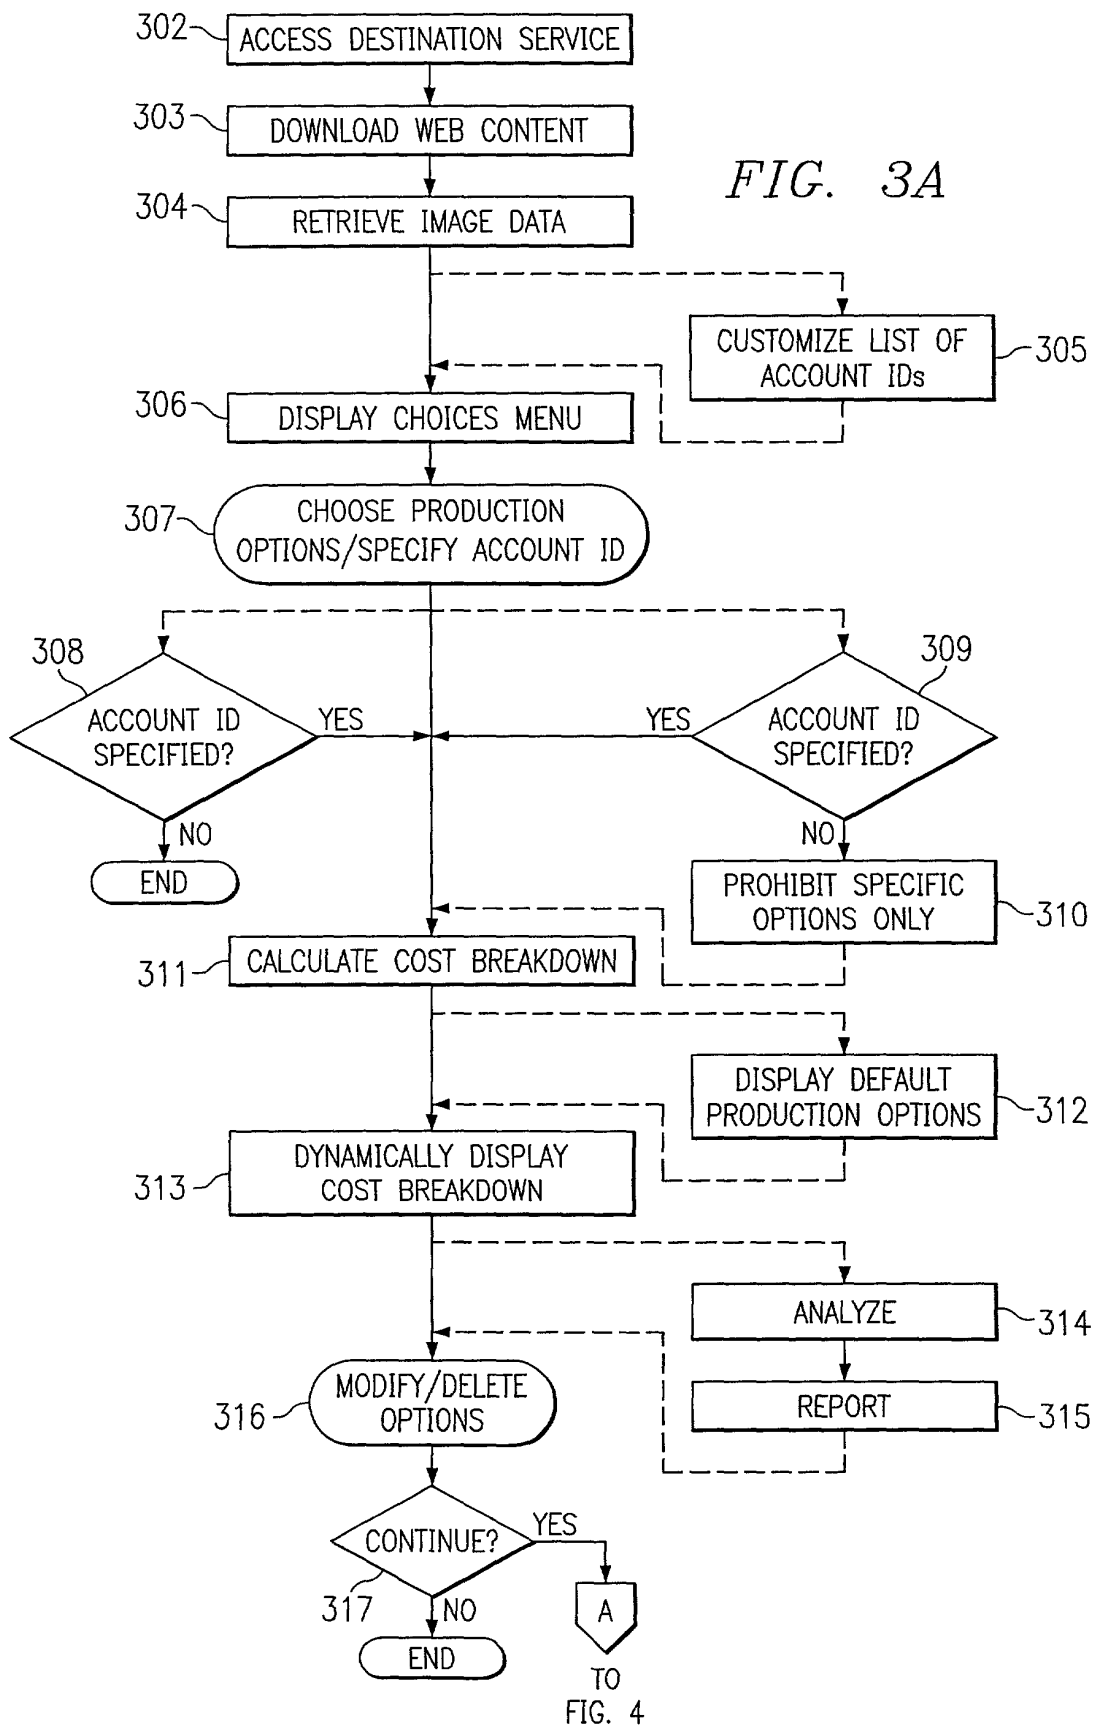 302
ACCESS DESTINATION SERVICE
303
DOWNLOAD WEB CONTENT
FIG. 3A
304
RETRIEVE IMAGE DATA
CUSTOMIZE LIST OF
ACCOUNT IDs
305
306
DISPLAY CHOICES MENU
307
CHOOSE PRODUCTION
OPTIONS/SPECIFY ACCOUNT ID
308
ACCOUNT ID
SPECIFIED?
YES
NO
END
309
ACCOUNT ID
SPECIFIED?
YES
NO
PROHIBIT SPECIFIC
OPTIONS ONLY
310
311
CALCULATE COST BREAKDOWN
DISPLAY DEFAULT
PRODUCTION OPTIONS
312
313
DYNAMICALLY DISPLAY
COST BREAKDOWN
ANALYZE
314
REPORT
315
316
MODIFY/DELETE
OPTIONS
CONTINUE?
YES
317
NO
END
A
TO
FIG. 4